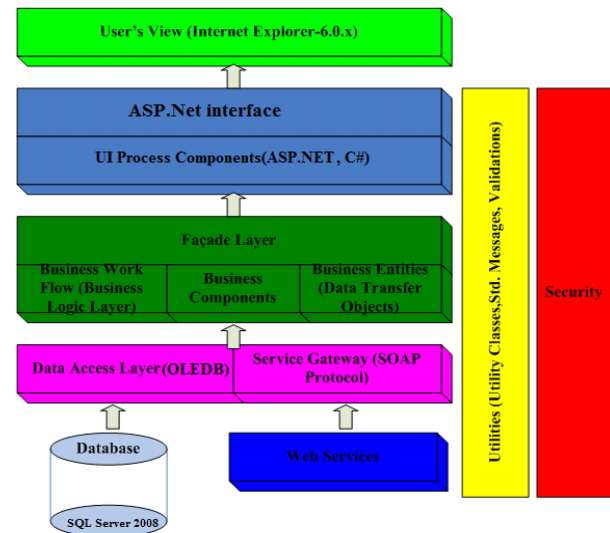 User's View (Internet Explorer-6.0.x)
ASP.Net interface
UI Process Components(ASP.NET , C#)
Façade Layer
Business Work
Flow (Business
Logic Layer)
Business
Components
Business Entities
(Data Transfer
Objects)
Data Access Layer(OLEDB)
Service Gateway (SOAP
Protocol)
Database
SQL Server 2008
Web Services
Utilities (Utility Classes,Std. Messages, Validations)
Security